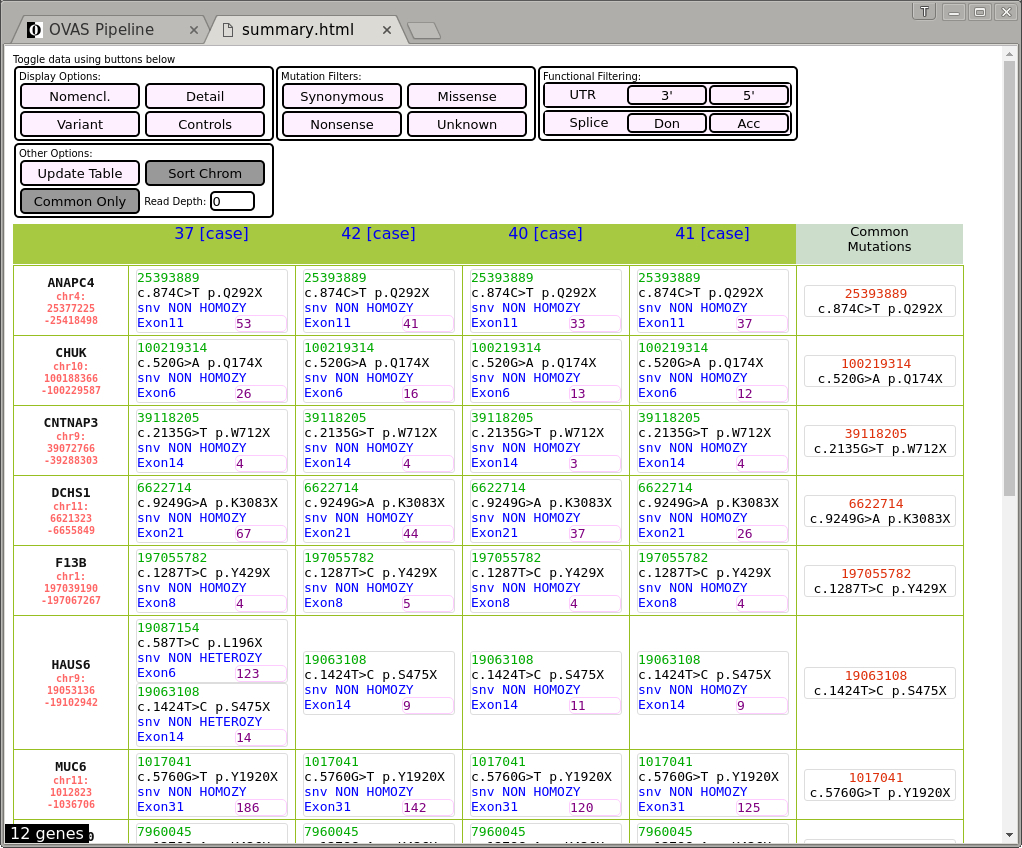 OVAS Pipeline × summary.html ×
Toggle data using buttons below
Display Options: Mutation Filters: Functional Filtering:
Nomencl. Detail Synonymous Missense UTR 3' 5'
Variant Controls Nonsense Unknown Splice Don Acc
Other Options:
Update Table Sort Chrom
Common Only Read Depth: 0
37 [case] 42 [case] 40 [case] 41 [case] Common
Mutations
ANAPC4
chr4:
25377225
-25418498
25393889 25393889 25393889 25393889
c.874C>T p.Q292X c.874C>T p.Q292X c.874C>T p.Q292X c.874C>T p.Q292X
snv NON HOMOZY snv NON HOMOZY snv NON HOMOZY snv NON HOMOZY
Exon11 53 Exon11 41 Exon11 33 Exon11 37
25393889
c.874C>T p.Q292X
CHUK
chr10:
100188366
-100229587
100219314 100219314 100219314 100219314
c.520G>A p.Q174X c.520G>A p.Q174X c.520G>A p.Q174X c.520G>A p.Q174X
snv NON HOMOZY snv NON HOMOZY snv NON HOMOZY snv NON HOMOZY
Exon6 26 Exon6 16 Exon6 13 Exon6 12
100219314
c.520G>A p.Q174X
CNTNAP3
chr9:
39072766
-39288303
39118205 39118205 39118205 39118205
c.2135G>T p.W712X c.2135G>T p.W712X c.2135G>T p.W712X c.2135G>T p.W712X
snv NON HOMOZY snv NON HOMOZY snv NON HOMOZY snv NON HOMOZY
Exon14 4 Exon14 4 Exon14 3 Exon14 4
39118205
c.2135G>T p.W712X
DCHS1
chr11:
6621323
-6655849
6622714 6622714 6622714 6622714
c.9249G>A p.K3083X c.9249G>A p.K3083X c.9249G>A p.K3083X c.9249G>A p.K3083X
snv NON HOMOZY snv NON HOMOZY snv NON HOMOZY snv NON HOMOZY
Exon21 67 Exon21 44 Exon21 37 Exon21 26
6622714
c.9249G>A p.K3083X
F13B
chr1:
197039190
-197067267
197055782 197055782 197055782 197055782
c.1287T>C p.Y429X c.1287T>C p.Y429X c.1287T>C p.Y429X c.1287T>C p.Y429X
snv NON HOMOZY snv NON HOMOZY snv NON HOMOZY snv NON HOMOZY
Exon8 4 Exon8 5 Exon8 4 Exon8 4
197055782
c.1287T>C p.Y429X
HAUS6
chr9:
19053136
-19102942
19087154
c.587T>C p.L196X
snv NON HETEROZY
Exon6 123
19063108
c.1424T>C p.S475X
snv NON HETEROZY
Exon14 14
19063108 19063108 19063108
c.1424T>C p.S475X c.1424T>C p.S475X c.1424T>C p.S475X
snv NON HOMOZY snv NON HOMOZY snv NON HOMOZY
Exon14 9 Exon14 11 Exon14 9
19063108
c.1424T>C p.S475X
MUC6
chr11:
1012823
-1036706
1017041 1017041 1017041 1017041
c.5760G>T p.Y1920X c.5760G>T p.Y1920X c.5760G>T p.Y1920X c.5760G>T p.Y1920X
snv NON HOMOZY snv NON HOMOZY snv NON HOMOZY snv NON HOMOZY
Exon31 186 Exon31 142 Exon31 120 Exon31 125
1017041
c.5760G>T p.Y1920X
7960045 7960045 7960045 7960045
12 genes